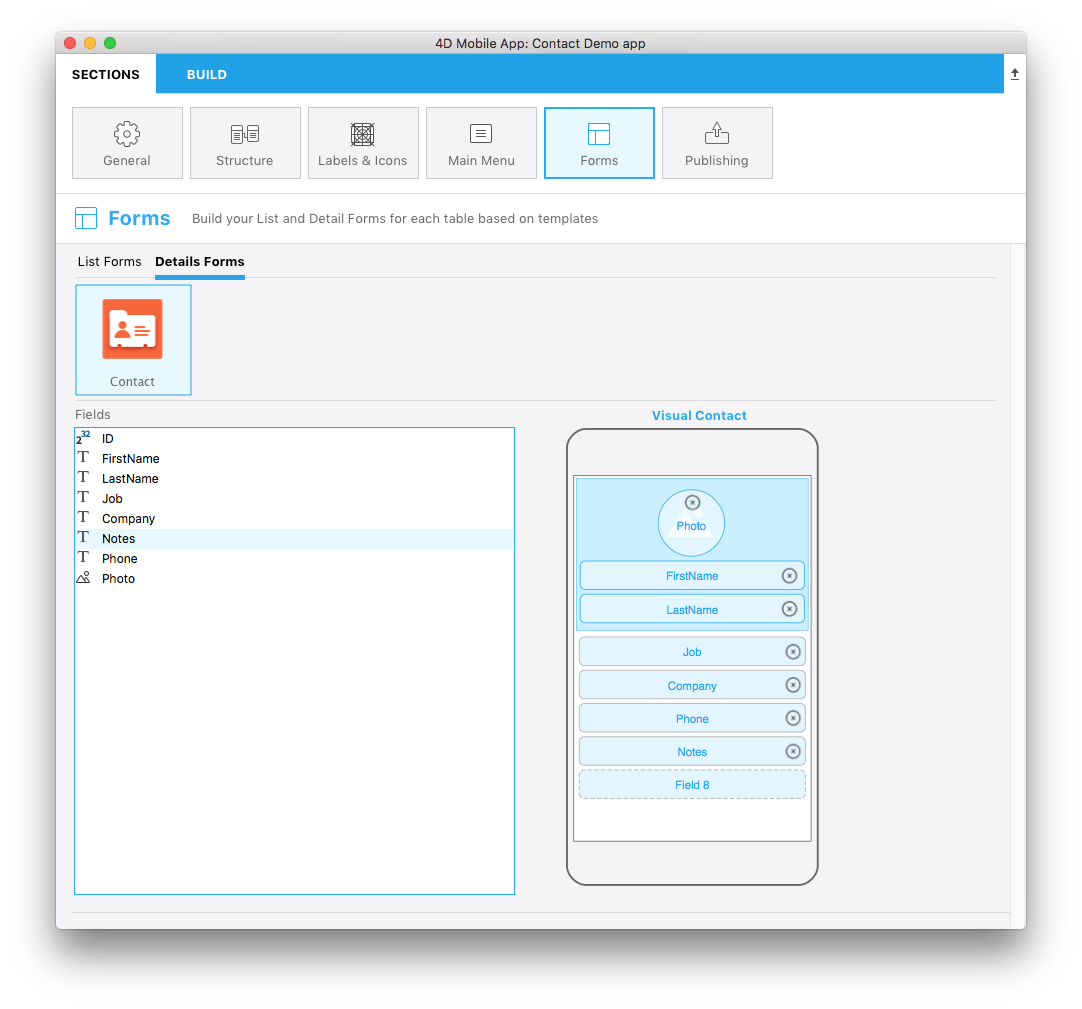 4D Mobile App: Contact Demo app
SECTIONS BUILD
General Structure Labels & Icons Main Menu Forms Publishing
Forms Build your List and Detail Forms for each table based on templates
List Forms Details Forms
Contact
Fields
2 32 ID
T FirstName
T LastName
T Job
T Company
T Notes
T Phone
Photo
Visual Contact
Photo
FirstName
LastName
Job
Company
Phone
Notes
Field 8